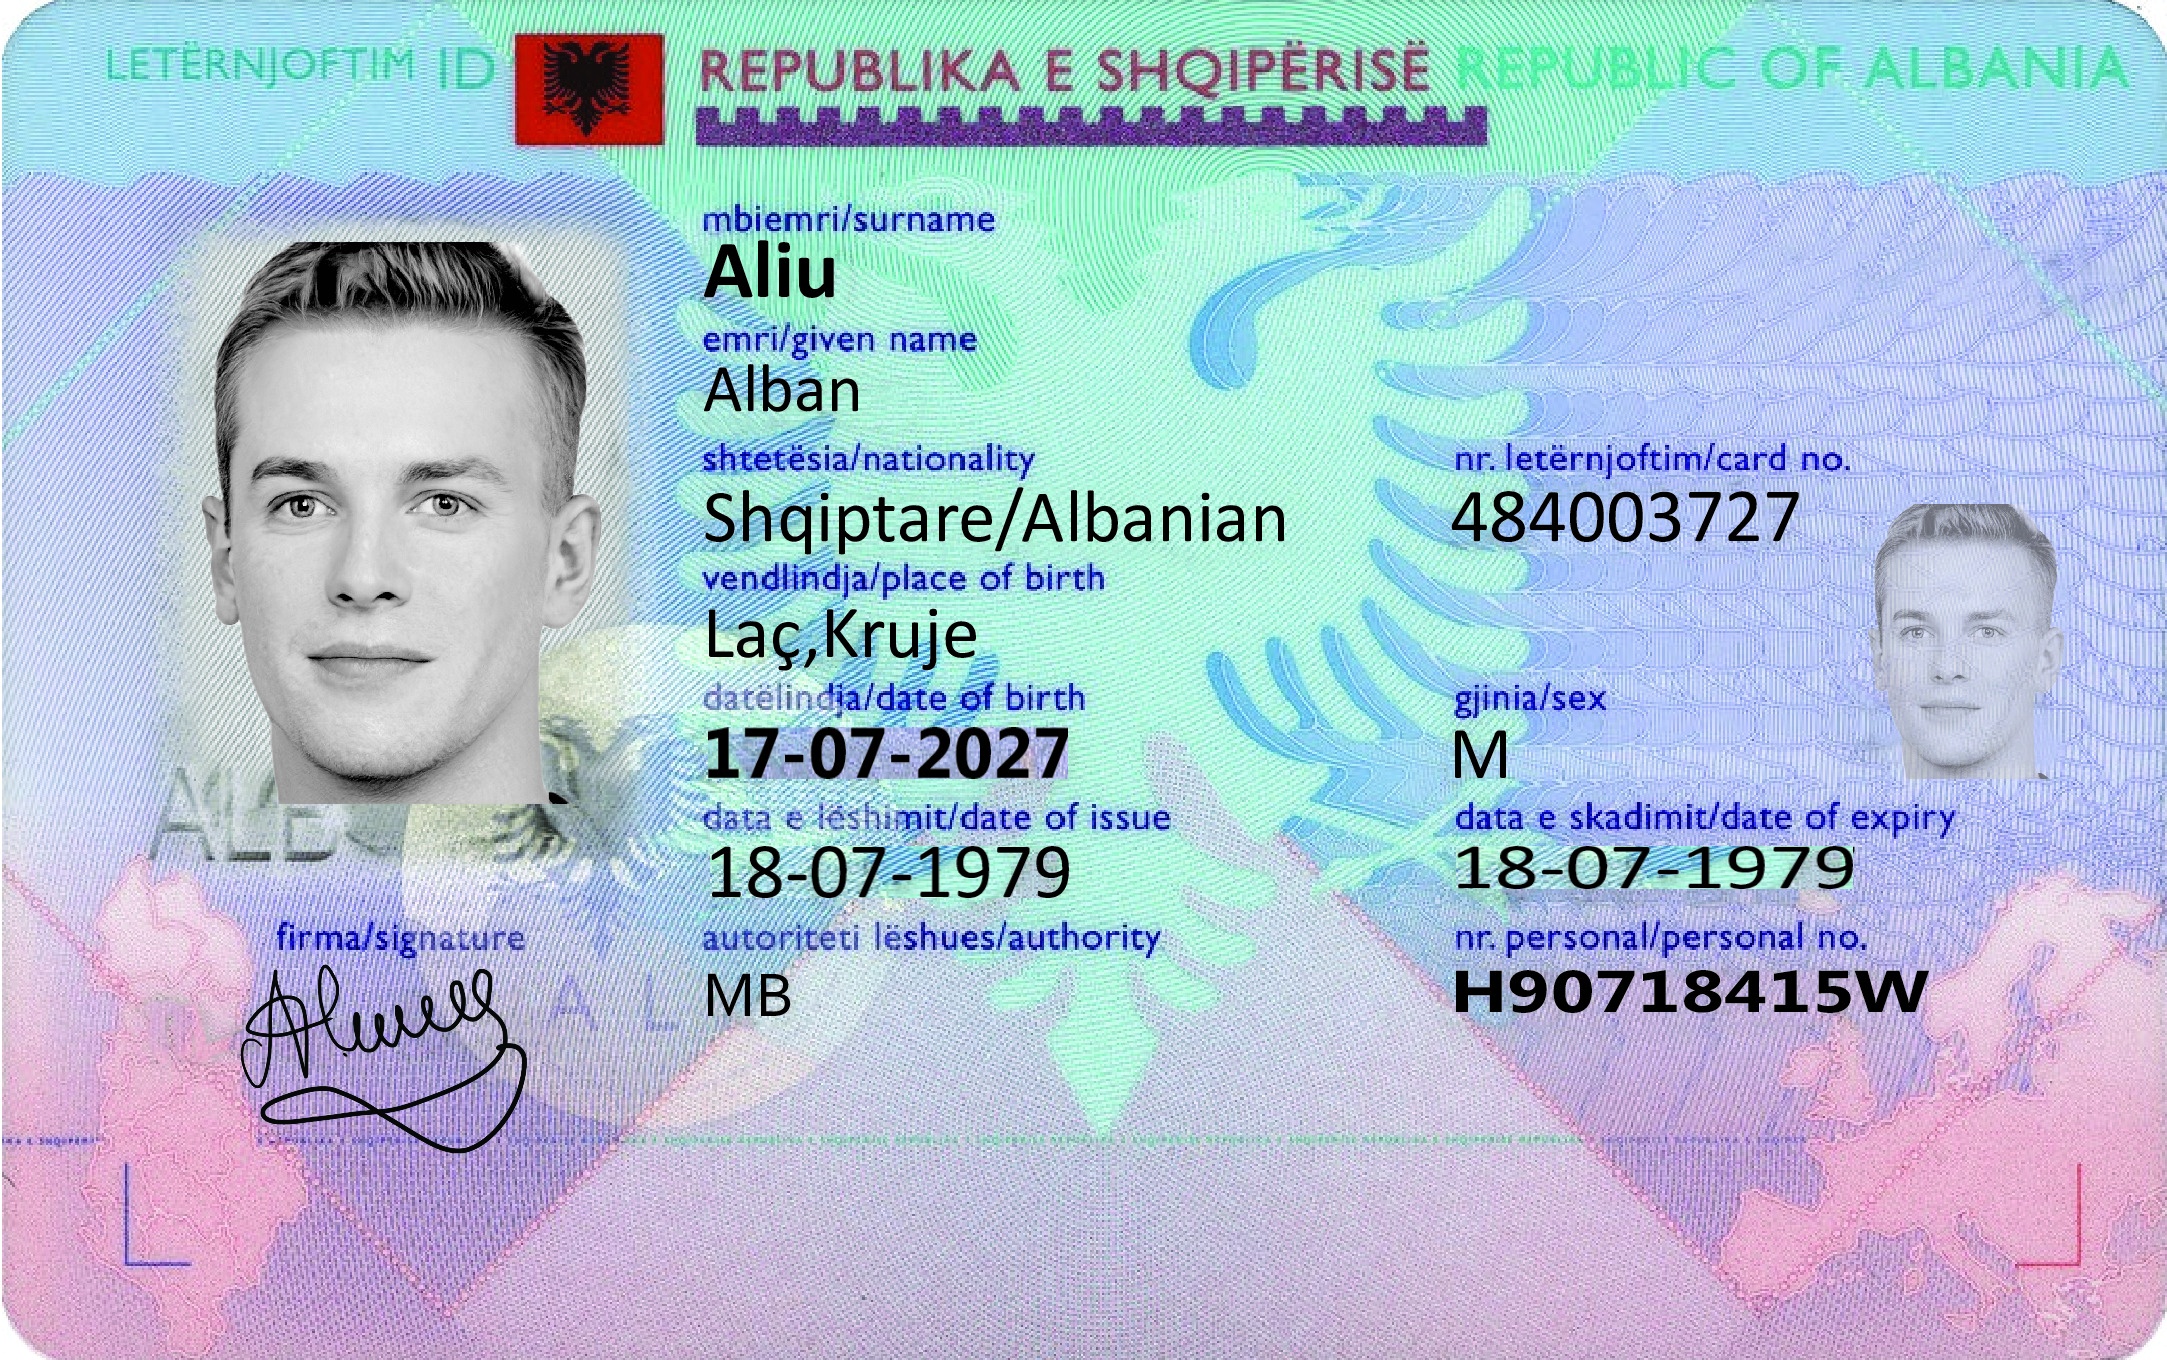 LETËRNJOFTIM ID REPUBLIKA E SHQIPËRISË REPUBLIC OF ALBANIA
mbiemri/surname
Aliu
emri/given name
Alban
shtetësia/nationality nr. letërnjoftim/card no.
Shqiptare/Albanian 484003727
vendlindja/place of birth
Laç,Kruje
datëlindja/date of birth gjinia/sex
17-07-2027 M
data e lëshimit/date of issue data e skadimit/date of expiry
18-07-1979 18-07-1979
firma/signature autoriteti lëshues/authority nr. personal/personal no.
MB H90718415W